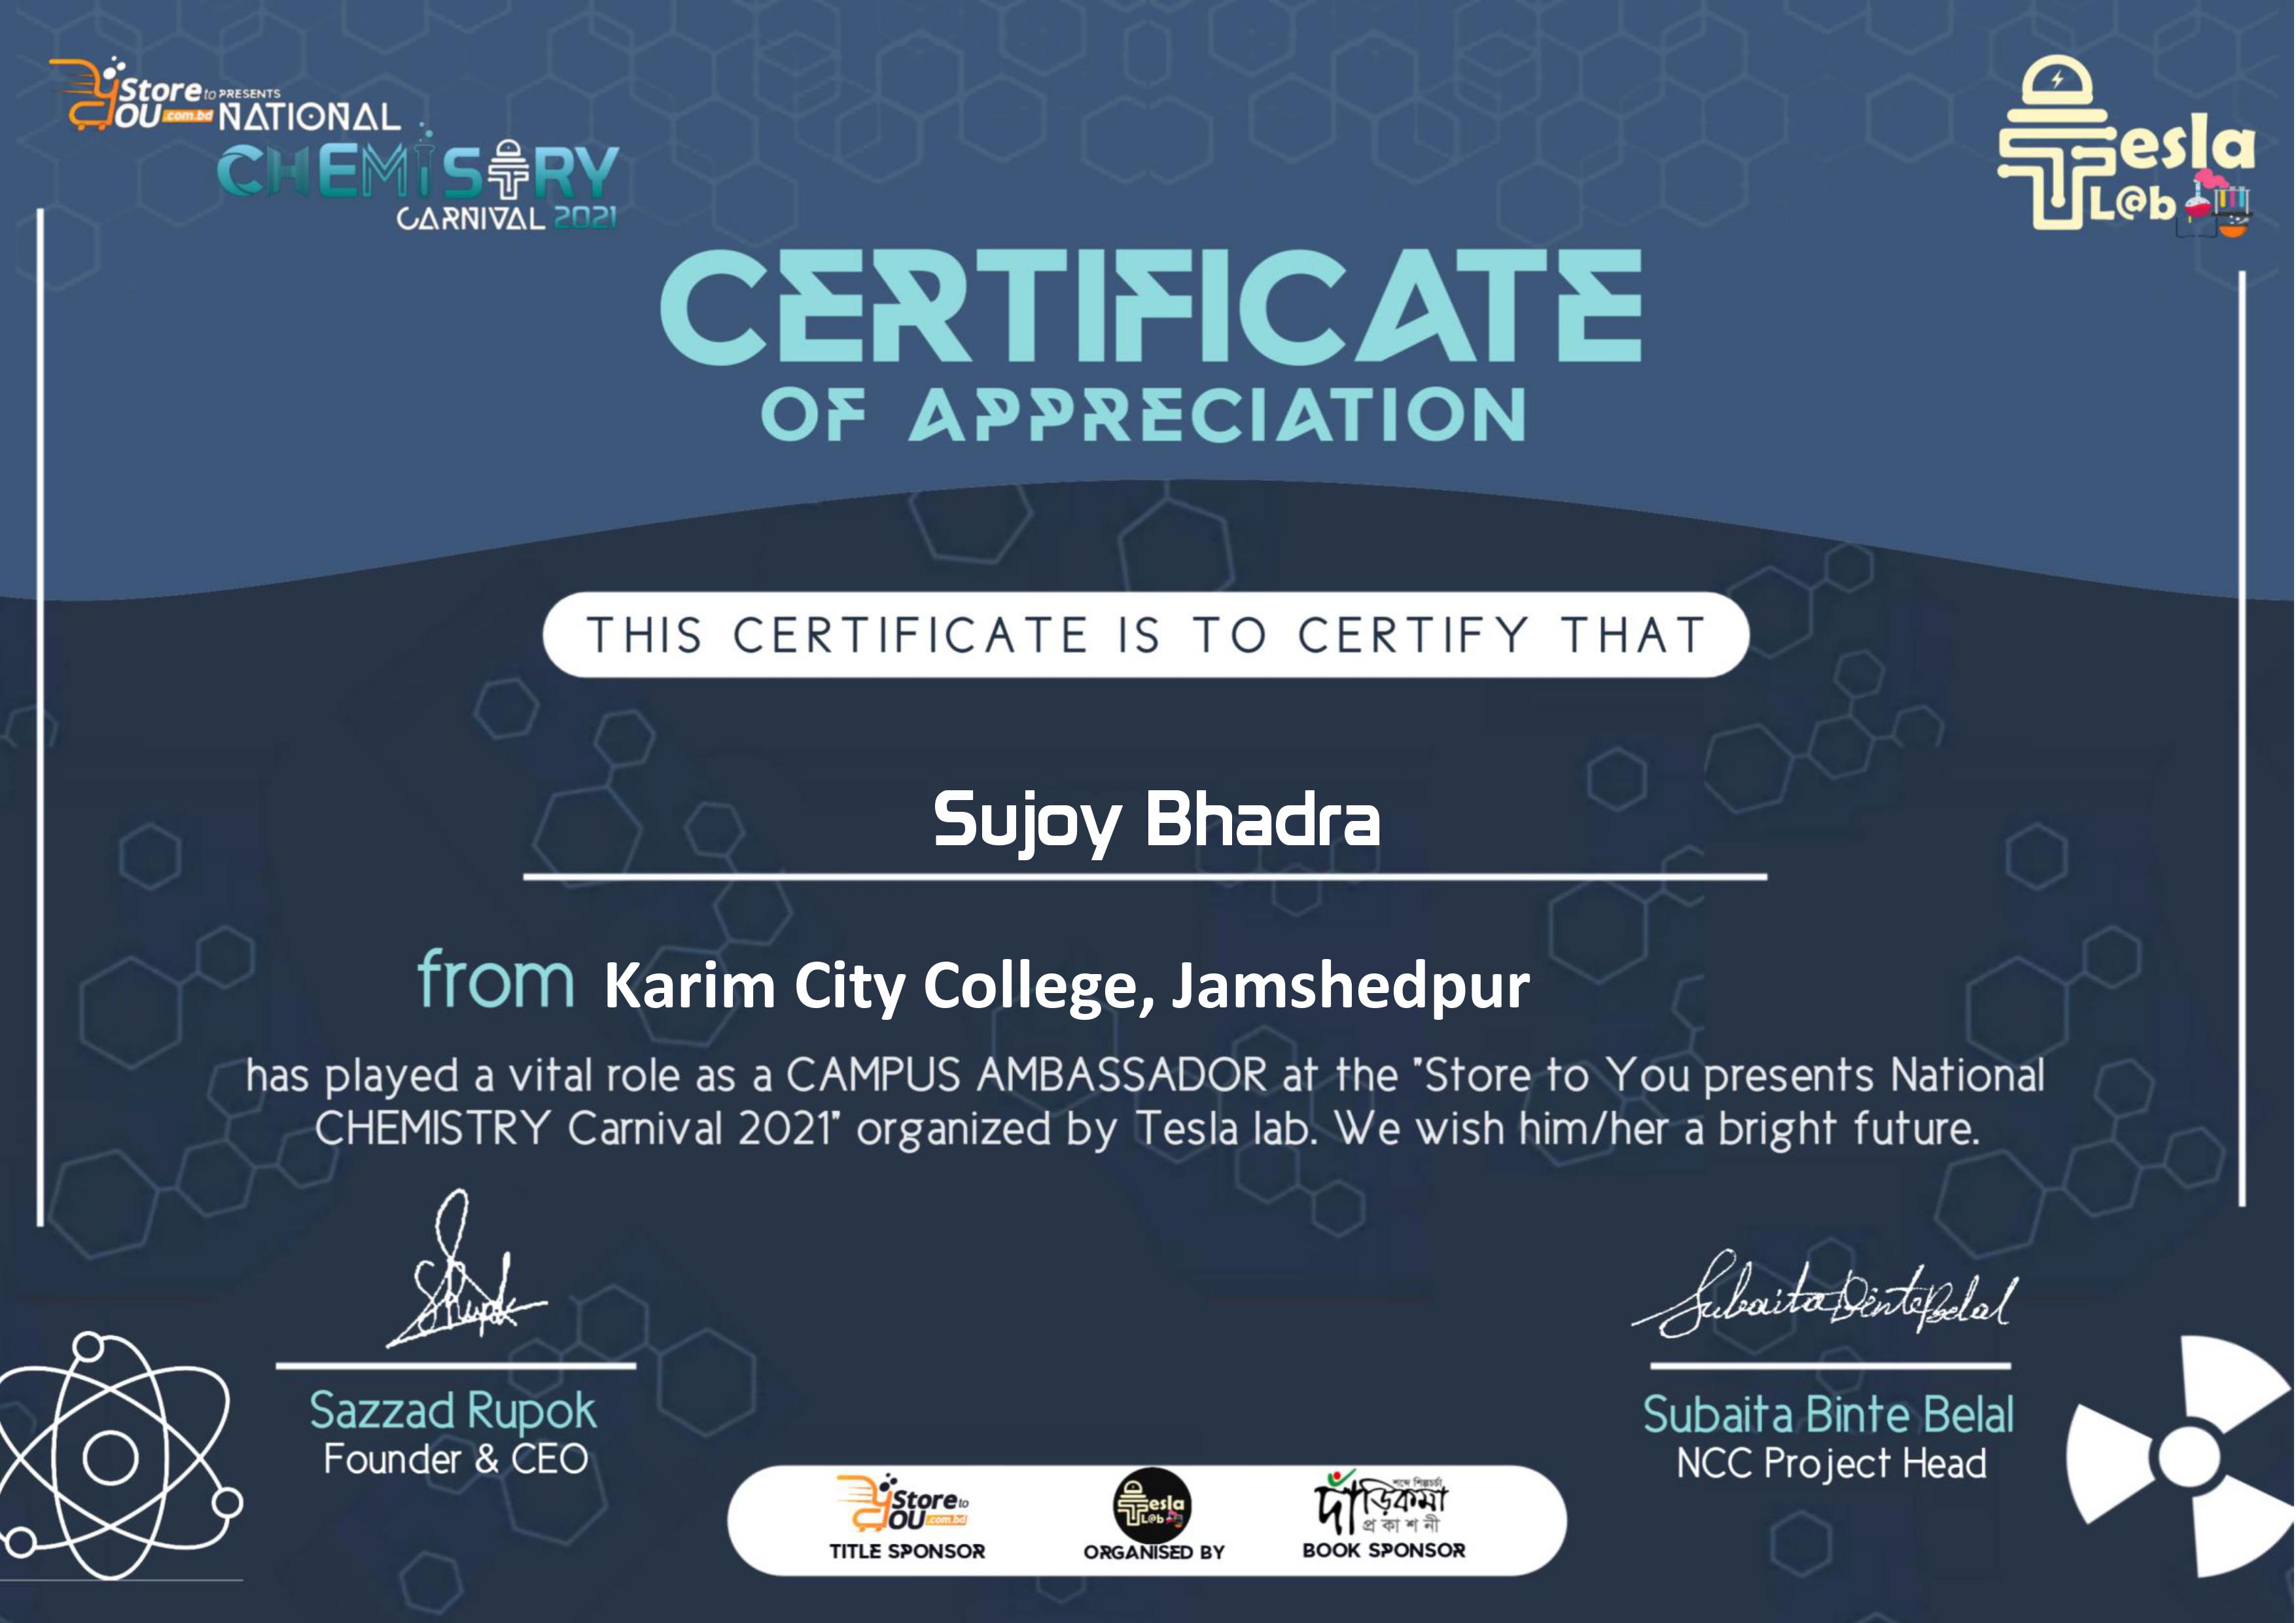 Store to PRESENTS
YOU .com.bd NATIONAL
CHEMISTRY
CARNIVAL 2021
Tesla
L@b
CERTIFICATE
OF APPRECIATION
THIS CERTIFICATE IS TO CERTIFY THAT
Sujoy Bhadra
from Karim City College, Jamshedpur
has played a vital role as a CAMPUS AMBASSADOR at the "Store to You presents National
CHEMISTRY Carnival 2021" organized by Tesla lab. We wish him/her a bright future.
Subaita Binte Belal
Sazzad Rupok
Founder & CEO
Subaita Binte Belal
NCC Project Head
Store to
YOU .com.bd
TITLE SPONSOR
Tesla
L@b
ORGANISED BY
শব্দে শিল্পচর্চা
দাঁড়িকমা
প্রকাশনী
BOOK SPONSOR